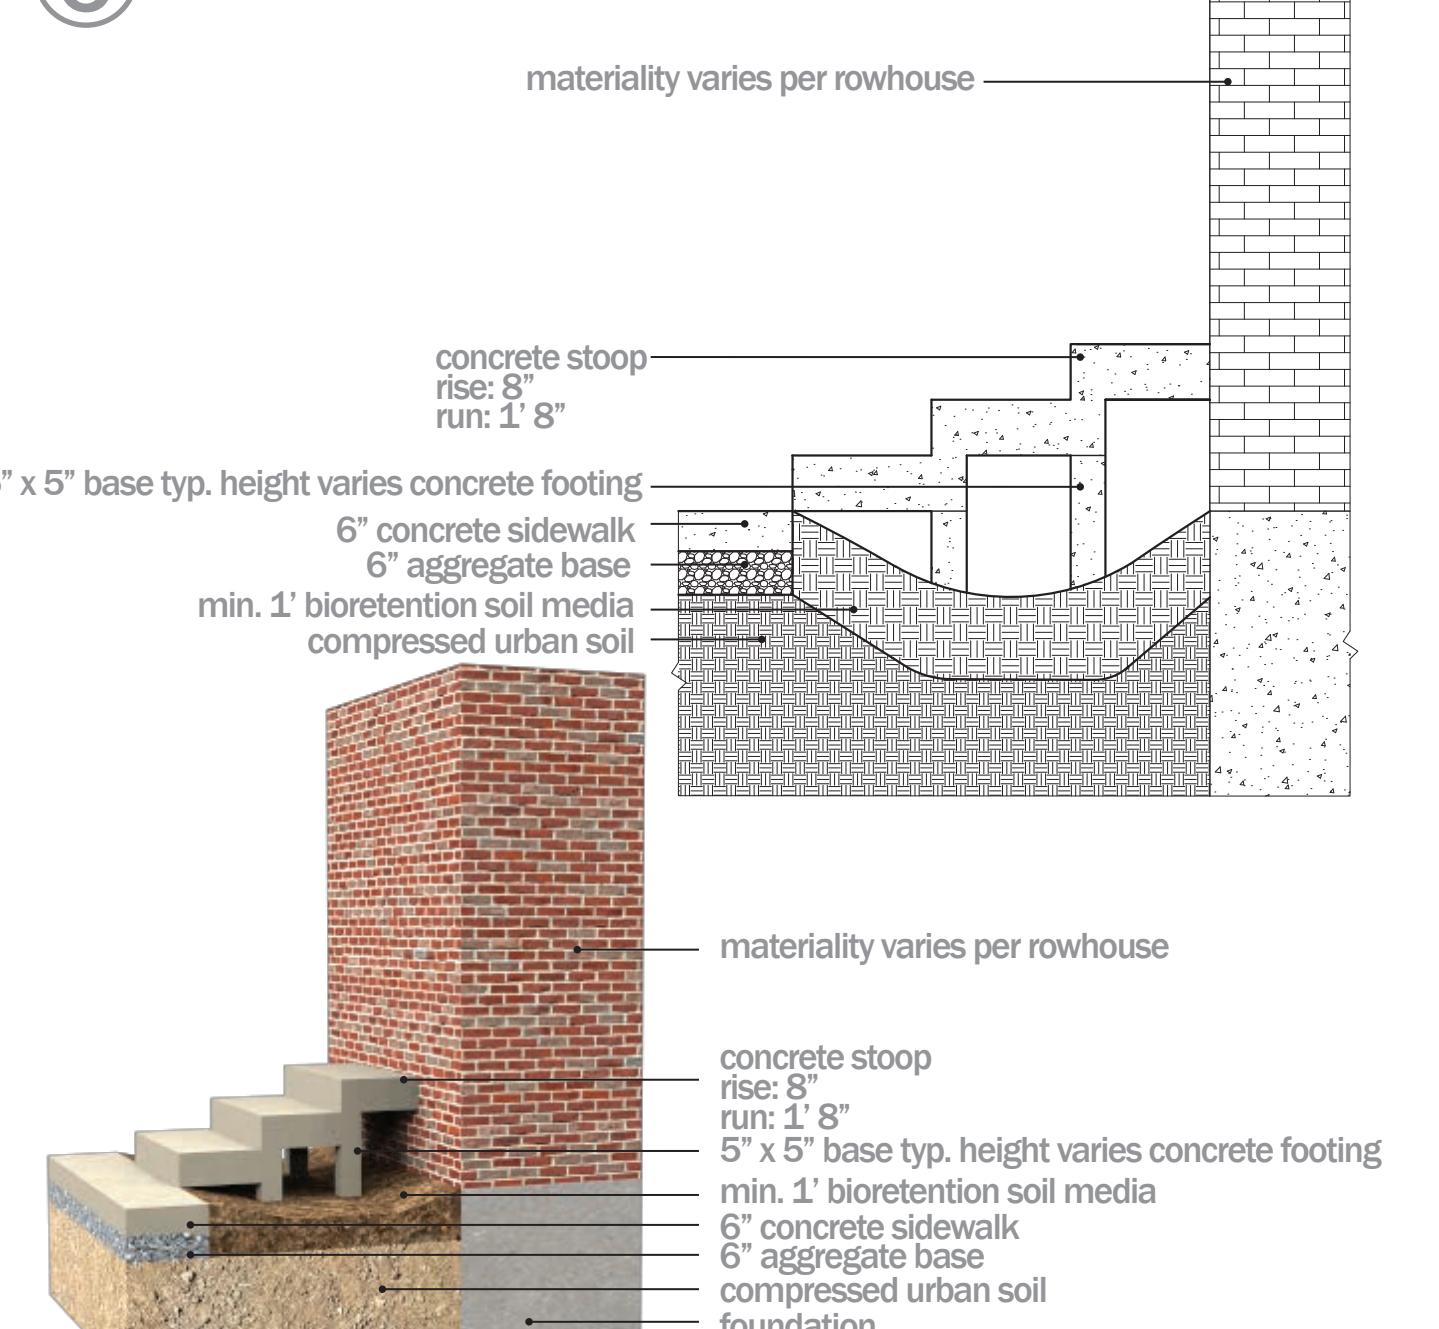 materiality varies per rowhouse
concrete stoop
rise: 8”
run: 1’ 8”
” x 5” base typ. height varies concrete footing
6” concrete sidewalk
6” aggregate base
min. 1’ bioretention soil media
compressed urban soil
materiality varies per rowhouse
concrete stoop
rise: 8”
run: 1’ 8”
5” x 5” base typ. height varies concrete footing
min. 1’ bioretention soil media
6” concrete sidewalk
6” aggregate base
compressed urban soil
foundation